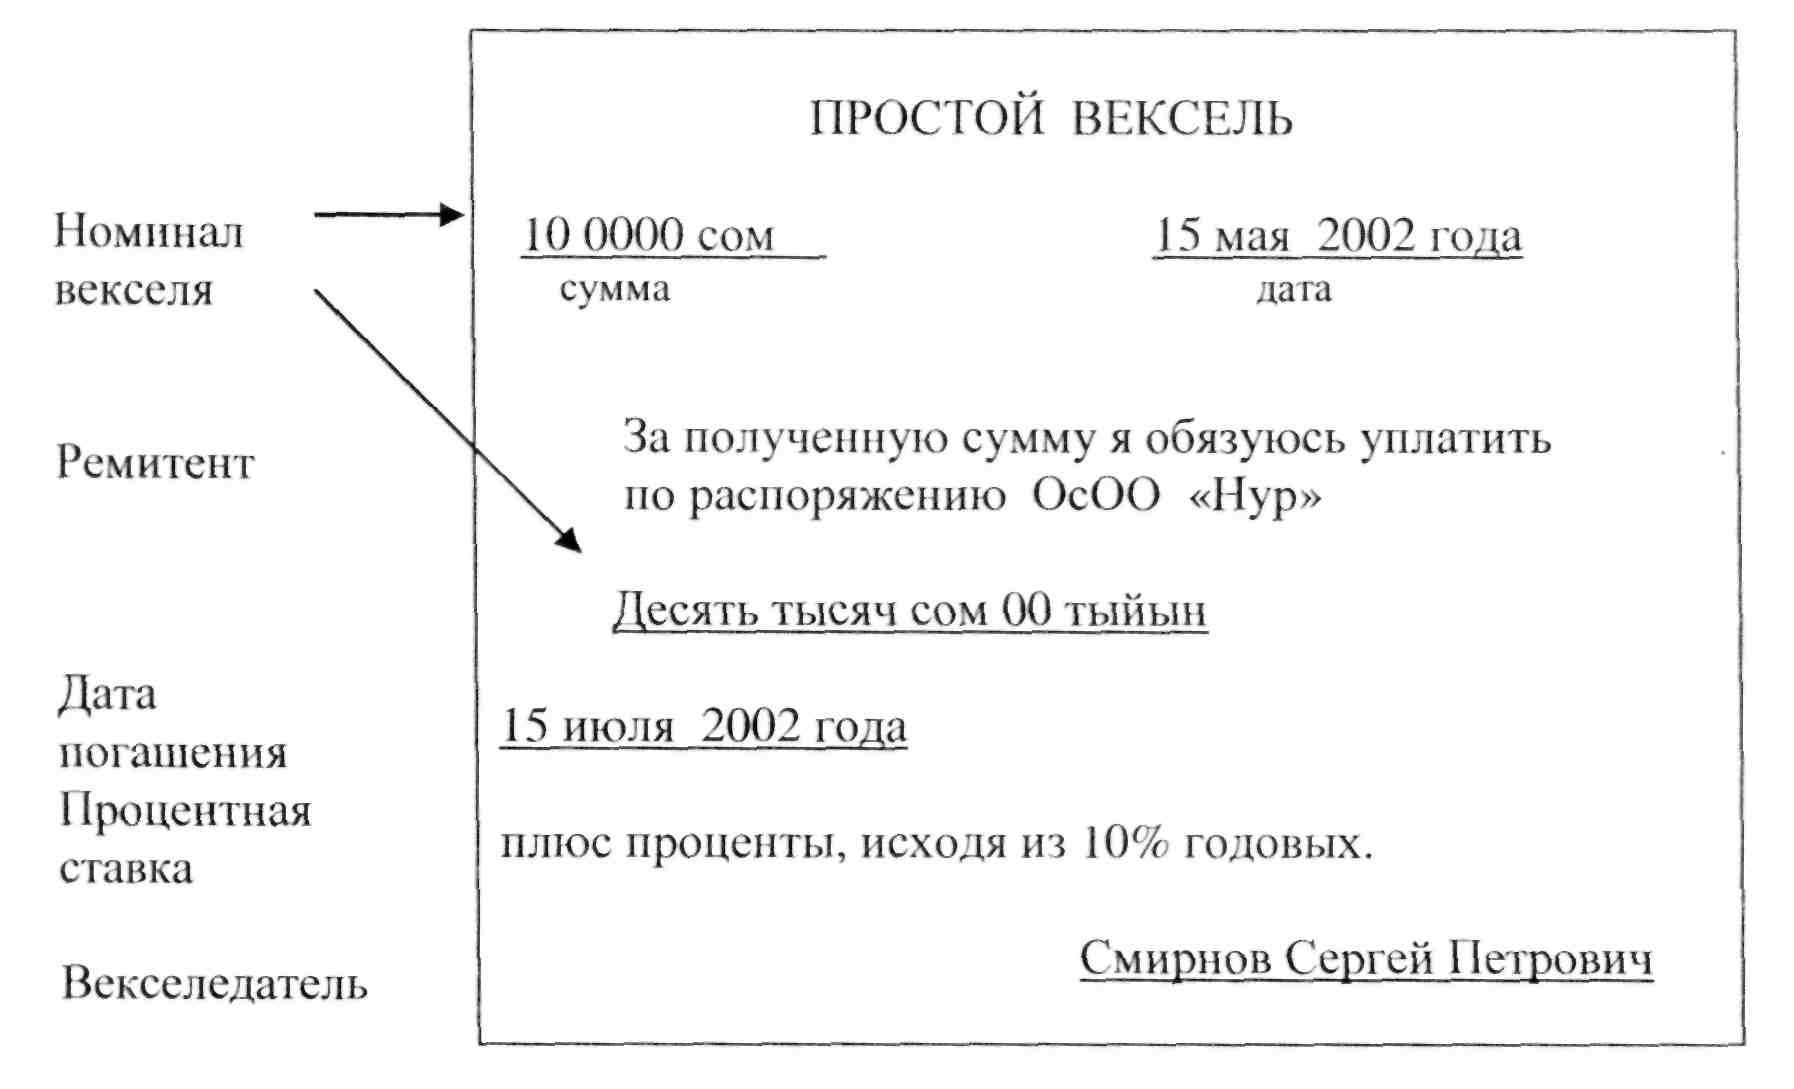 ПРОСТОЙ ВЕКСЕЛЬ
Номинал
векселя
10 0000 сом
15 мая 2002 года
сумма
дата
Ремитент
За полученную сумму я обязуюсь уплатить
по распоряжению ОсОО «Нур»
Десять тысяч сом 00 тыйын
Дата
погашения
15 июля 2002 года
Процентная
ставка
плюс проценты, исходя из 10% годовых.
Векселедатель
Смирнов Сергей Петрович